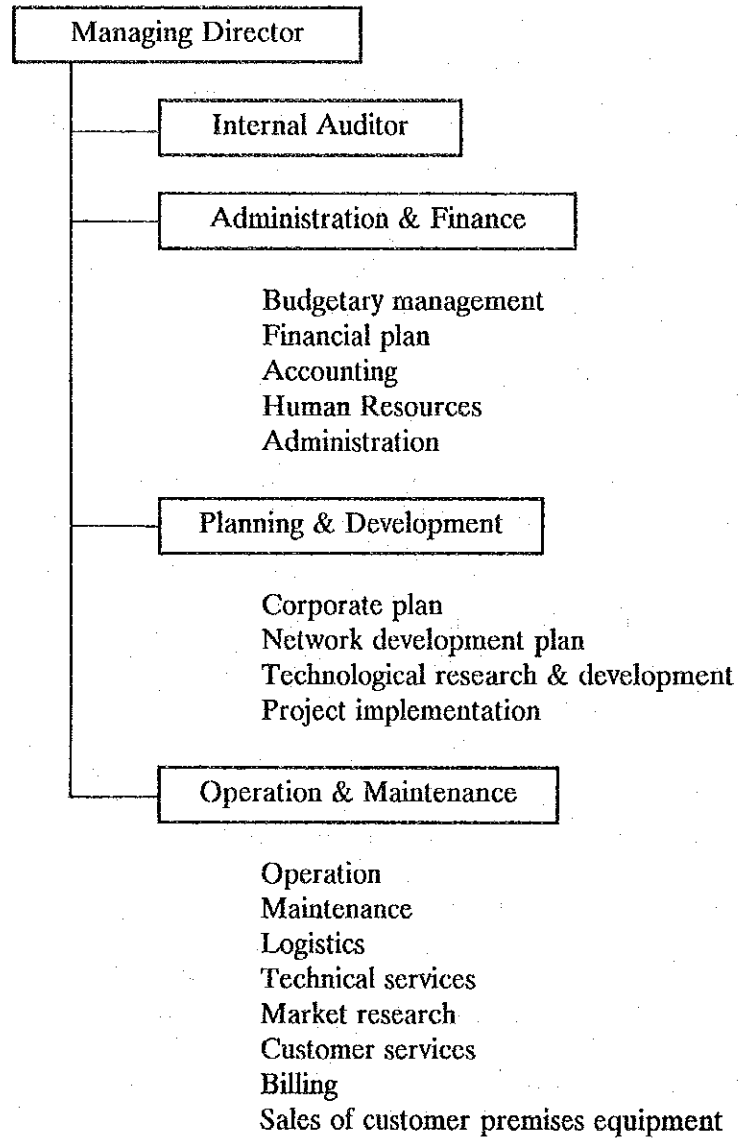 Managing Director
Internal Auditor
Administration & Finance
Budgetary management
Financial plan
Accounting
Human Resources
Administration
Planning & Development
Corporate plan
Network development plan
Technological research & development
Project implementation
Operation & Maintenance
Operation
Maintenance
Logistics
Technical services
Market research
Customer services
Billing
Sales of customer premises equipment